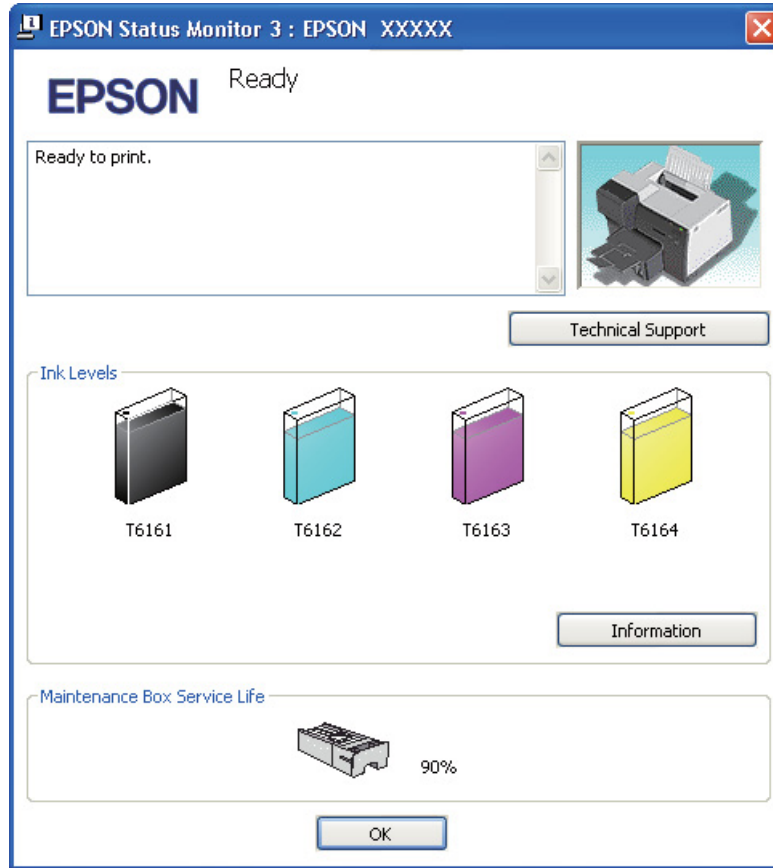 EPSON Status Monitor 3 : EPSON XXXXX
EPSON
Ready
Ready to print.
Technical Support
Ink Levels
T6161
T6162
T6163
T6164
Information
Maintenance Box Service Life
90%
OK